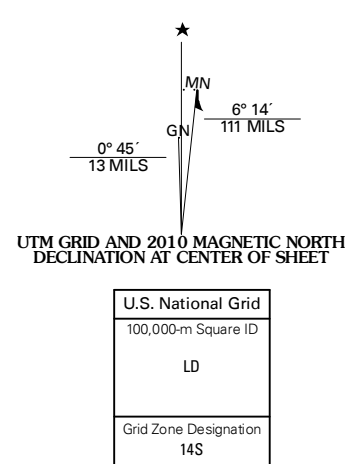 ★
MN
6° 14´
111 MILS
GN
0° 45´
13 MILS
UTM GRID AND 2010 MAGNETIC NORTH
DECLINATION AT CENTER OF SHEET
U.S. National Grid
100,000-m Square ID
LD
Grid Zone Designation
14S